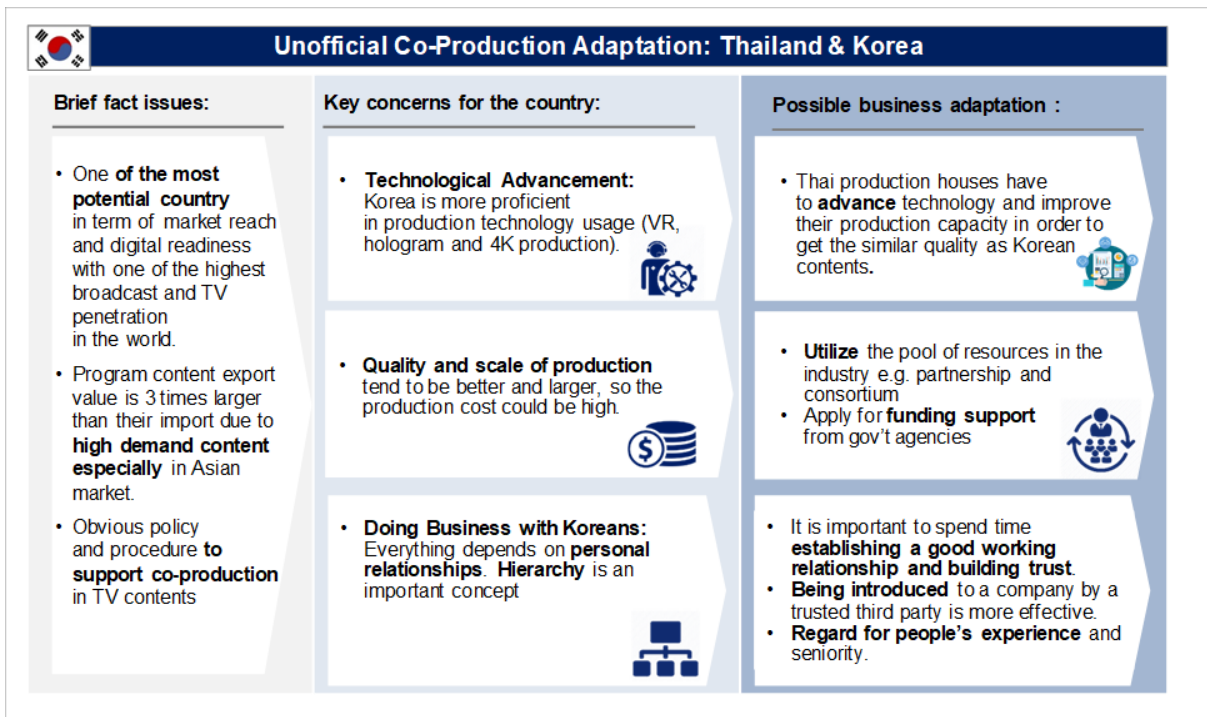 Unofficial Co-Production Adaptation: Thailand & Korea
Brief fact issues:
• One of the most
potential country
in term of market reach
and digital readiness
with one of the highest
broadcast and TV
penetration
in the world.
• Program content export
value is 3 times larger
than their import due to
high demand content
especially in Asian
market.
• Obvious policy
and procedure to
support co-production
in TV contents
Key concerns for the country:
• Technological Advancement:
Korea is more proficient
in production technology usage (VR,
hologram and 4K production).
• Quality and scale of production
tend to be better and larger, so the
production cost could be high.
• Doing Business with Koreans:
Everything depends on personal
relationships. Hierarchy is an
important concept
Possible business adaptation :
• Thai production houses have
to advance technology and improve
their production capacity in order to
get the similar quality as Korean
contents.
• Utilize the pool of resources in the
industry e.g. partnership and
consortium
• Apply for funding support
from gov't agencies
• It is important to spend time
establishing a good working
relationship and building trust.
• Being introduced to a company by a
trusted third party is more effective.
• Regard for people's experience and
seniority.